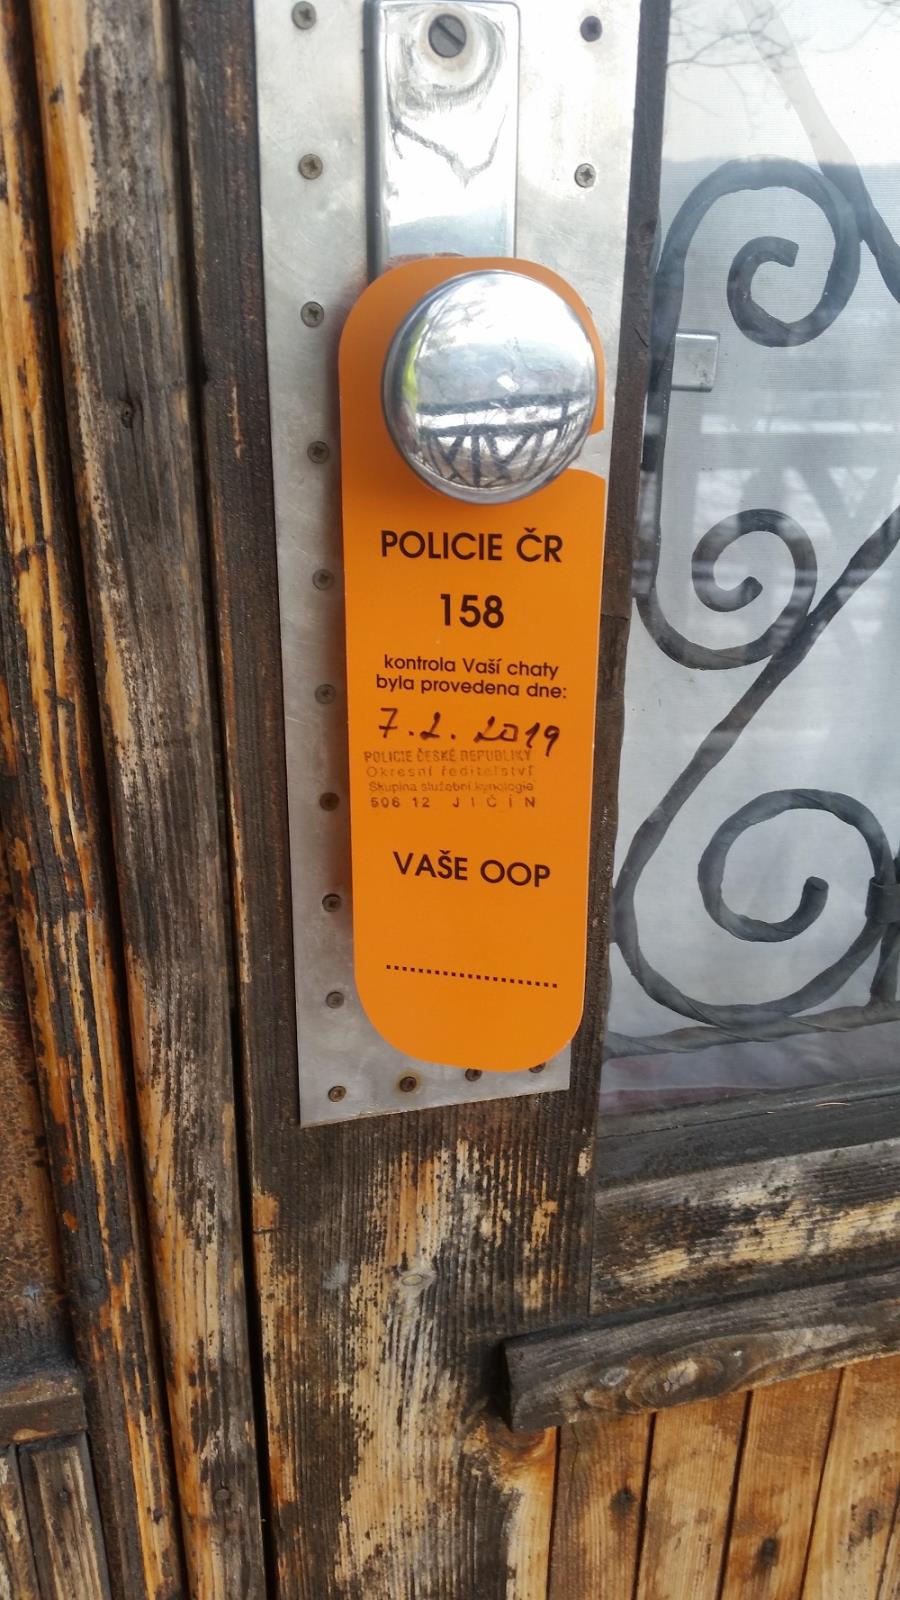 POLICIE ČR
158
kontrola Vaší chaty
byla provedena dne:
7.2.2019
POLICIE ČESKÉ REPUBLIKY
Okresní ředitelství
Skupina služební kynologie
506 12 JIČÍN
VAŠE OOP